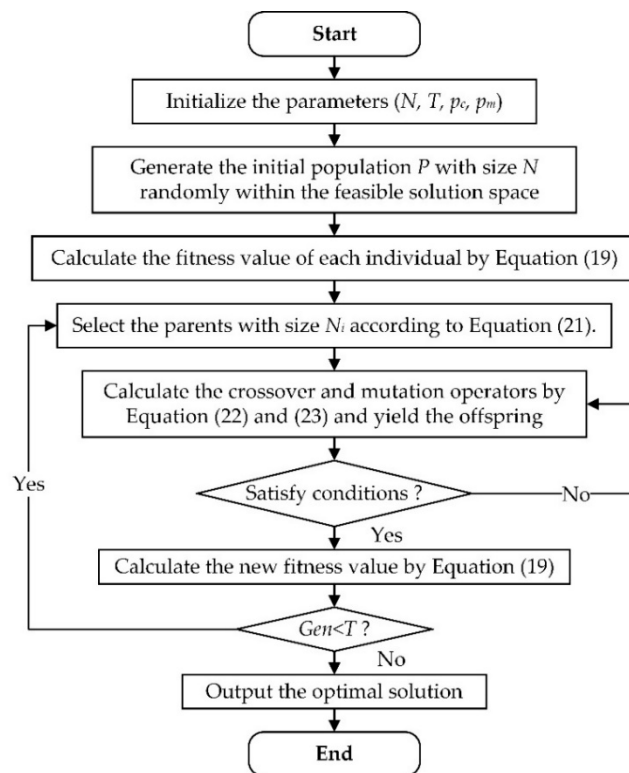 Start
Initialize the parameters (N, T, pc, pm)
Generate the initial population P with size N
randomly within the feasible solution space
Calculate the fitness value of each individual by Equation (19)
Select the parents with size Ni according to Equation (21).
Calculate the crossover and mutation operators by
Equation (22) and (23) and yield the offspring
Yes
Satisfy conditions ?
No
Yes
Calculate the new fitness value by Equation (19)
Gen<T ?
No
Output the optimal solution
End